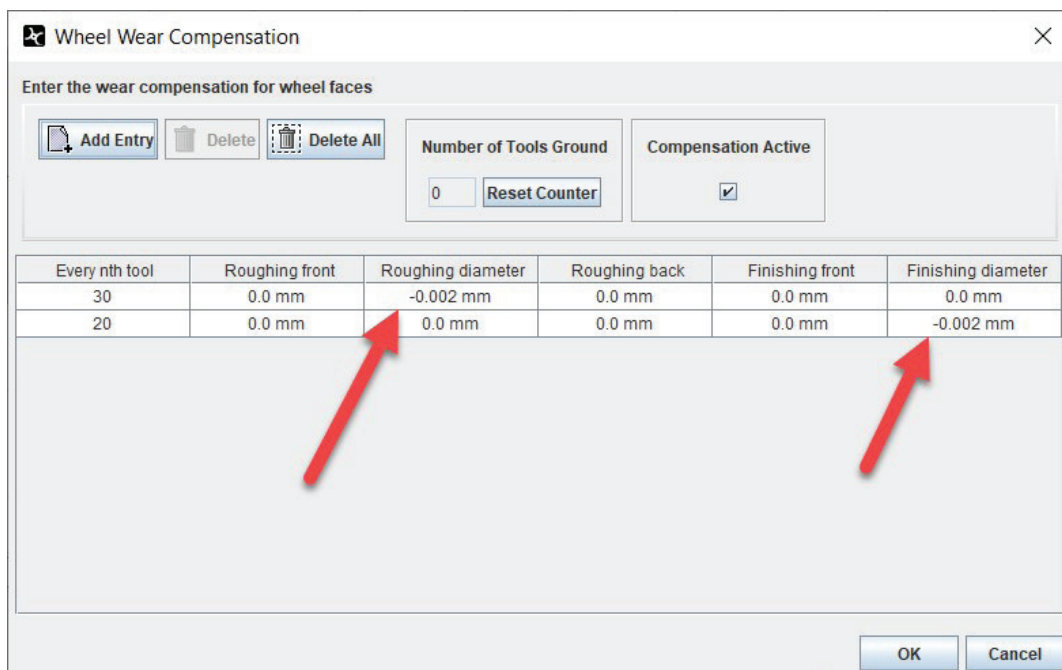 Wheel Wear Compensation
Enter the wear compensation for wheel faces
Add Entry Delete Delete All
Number of Tools Ground
0 Reset Counter
Compensation Active
Every nth tool Roughing front Roughing diameter Roughing back Finishing front Finishing diameter
30 0.0 mm -0.002 mm 0.0 mm 0.0 mm 0.0 mm
20 0.0 mm 0.0 mm 0.0 mm 0.0 mm -0.002 mm
OK Cancel